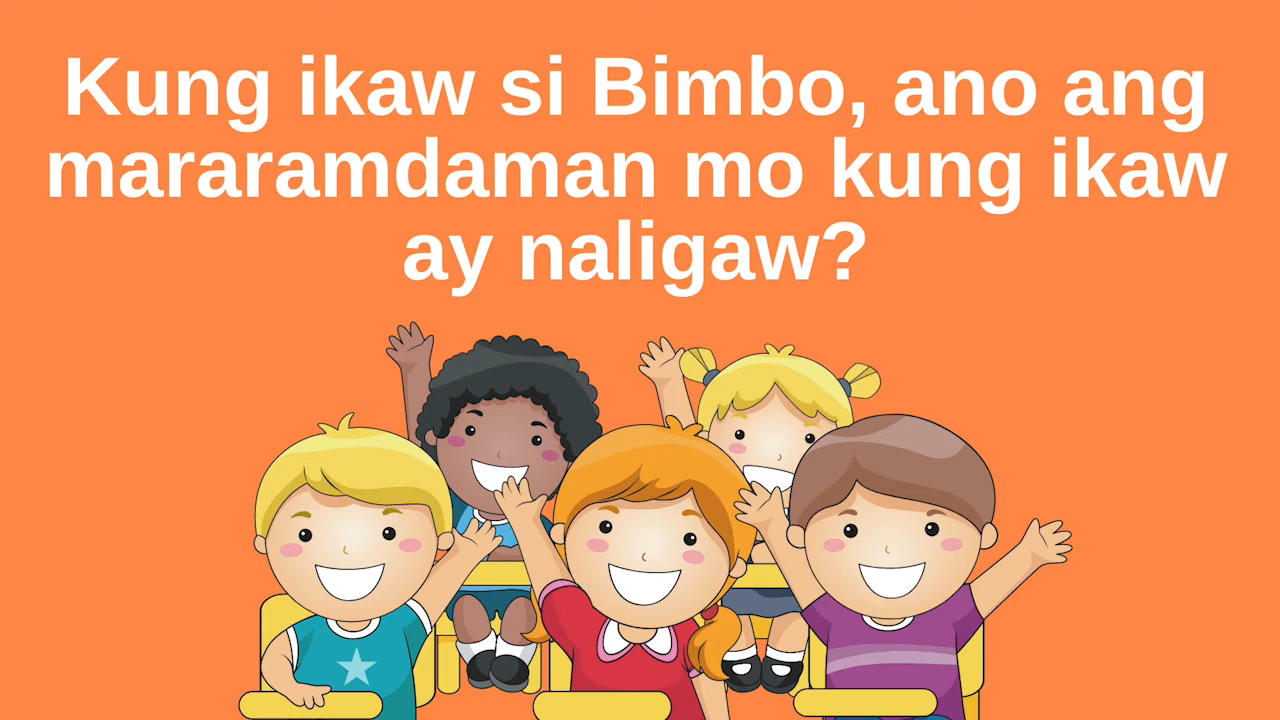 Kung ikaw si Bimbo, ano ang
mararamdaman mo kung ikaw
ay naligaw?